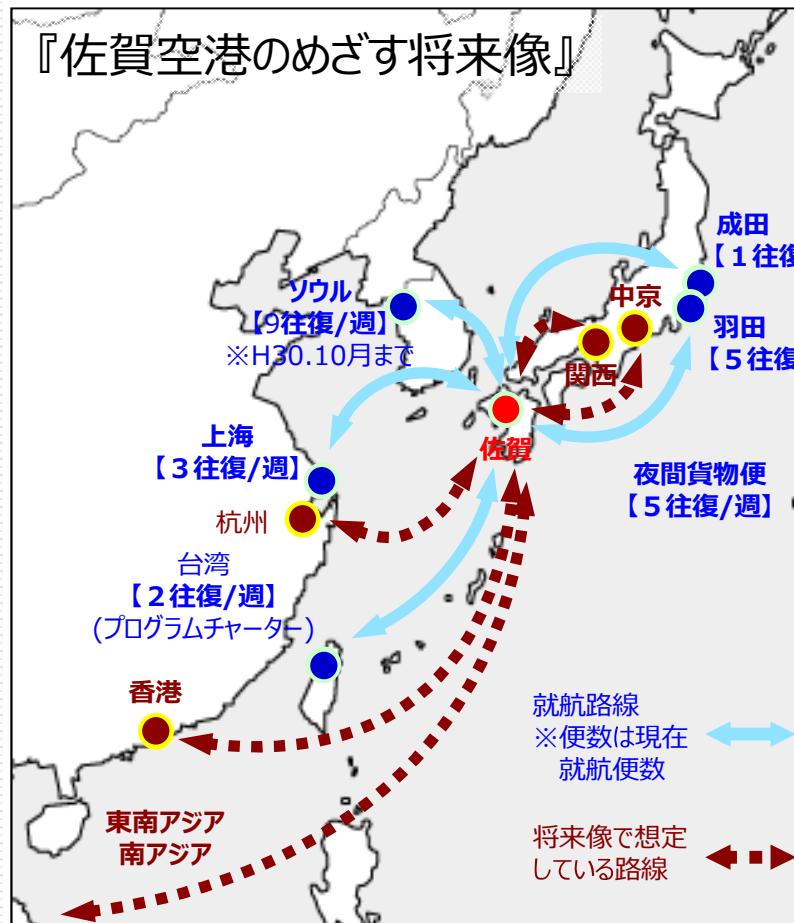 『佐賀空港のめざす将来像』
成田
【１往復
中京
羽田
【５往復
関西
ソウル
【9往復/週】
※H30.10月まで
佐賀
上海
【３往復/週】
夜間貨物便
【５往復/週】
杭州
台湾
【２往復/週】
(プログラムチャーター)
香港
就航路線
※便数は現在
就航便数
東南アジア
南アジア
将来像で想定
している路線